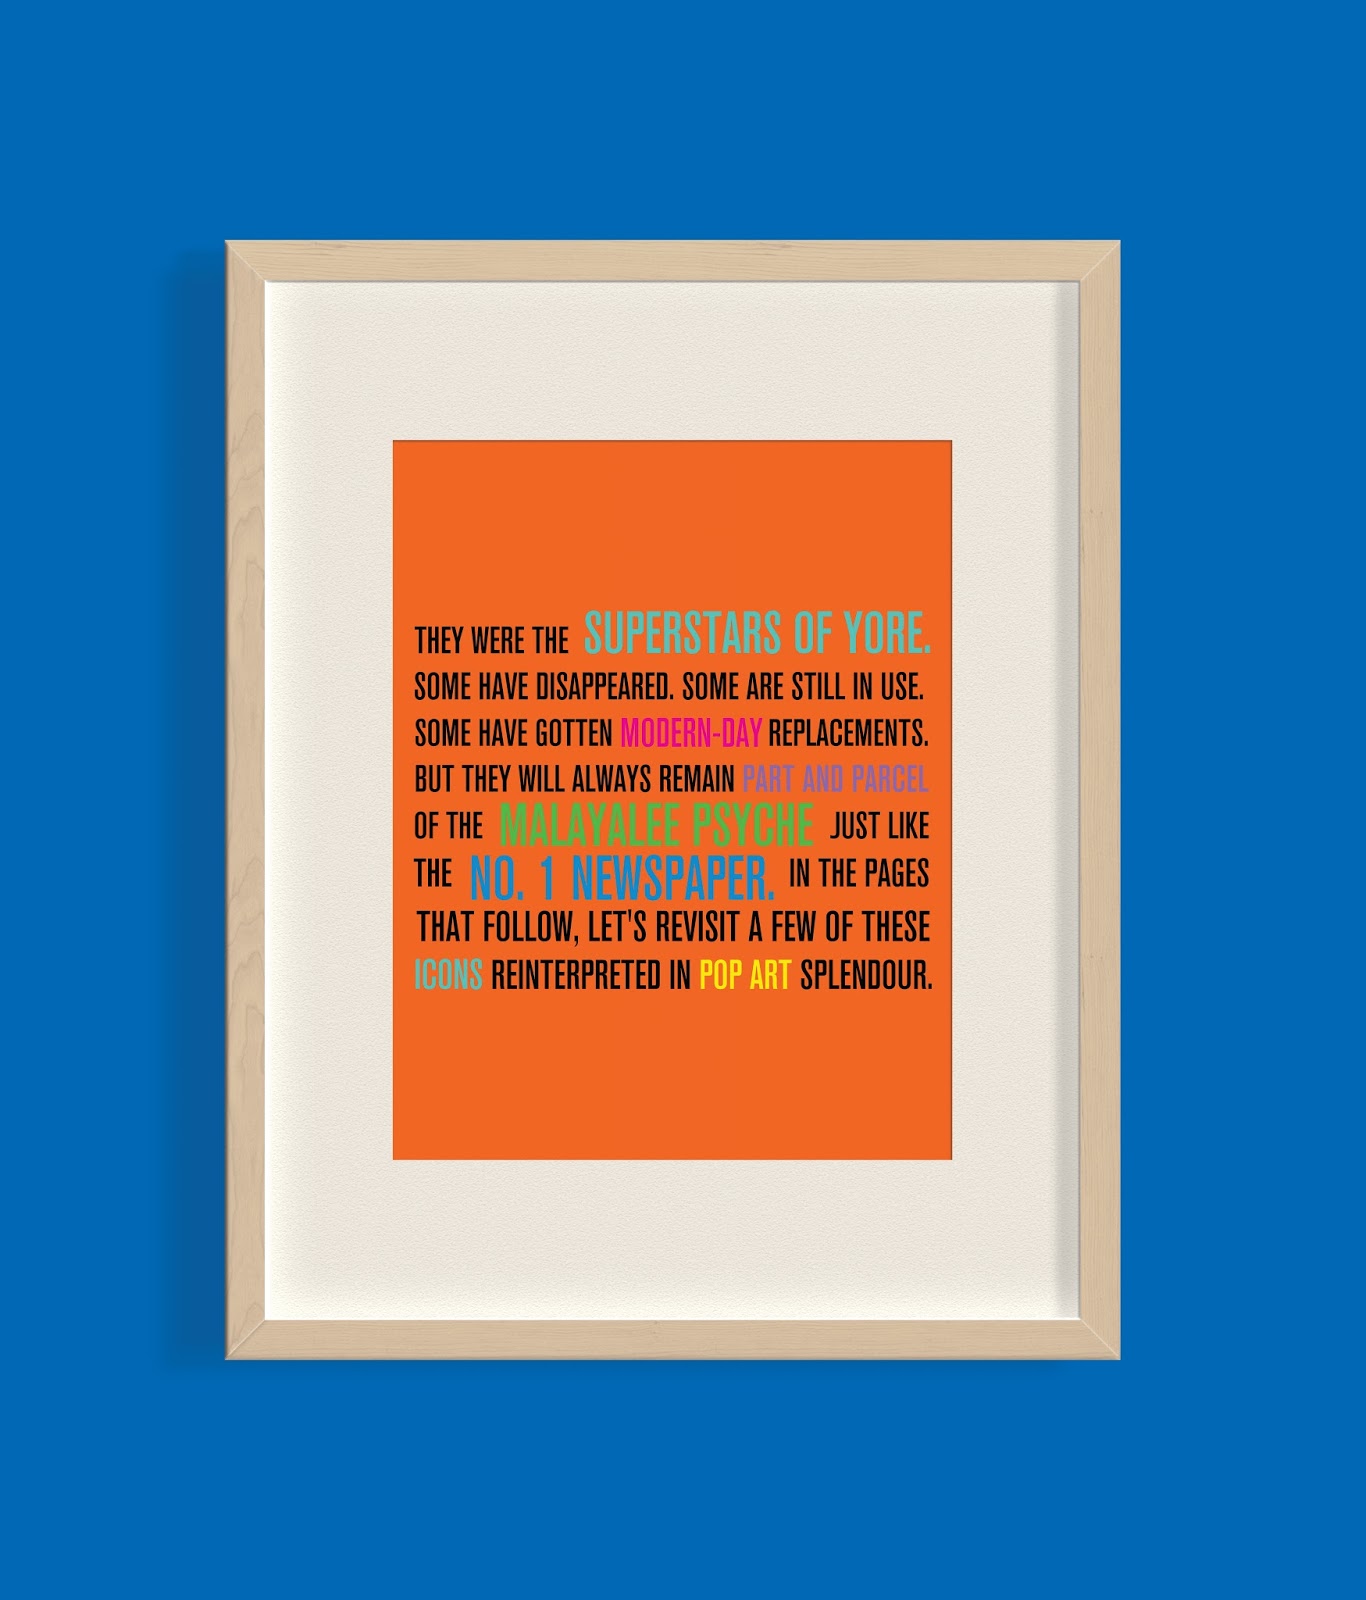 THEY WERE THE SUPERSTARS OF YORE.
SOME HAVE DISAPPEARED. SOME ARE STILL IN USE.
SOME HAVE GOTTEN MODERN-DAY REPLACEMENTS.
BUT THEY WILL ALWAYS REMAIN PART AND PARCEL
OF THE MALAYALEE PSYCHE JUST LIKE
THE NO. 1 NEWSPAPER. IN THE PAGES
THAT FOLLOW, LET'S REVISIT A FEW OF THESE
ICONS REINTERPRETED IN POP ART SPLENDOUR.